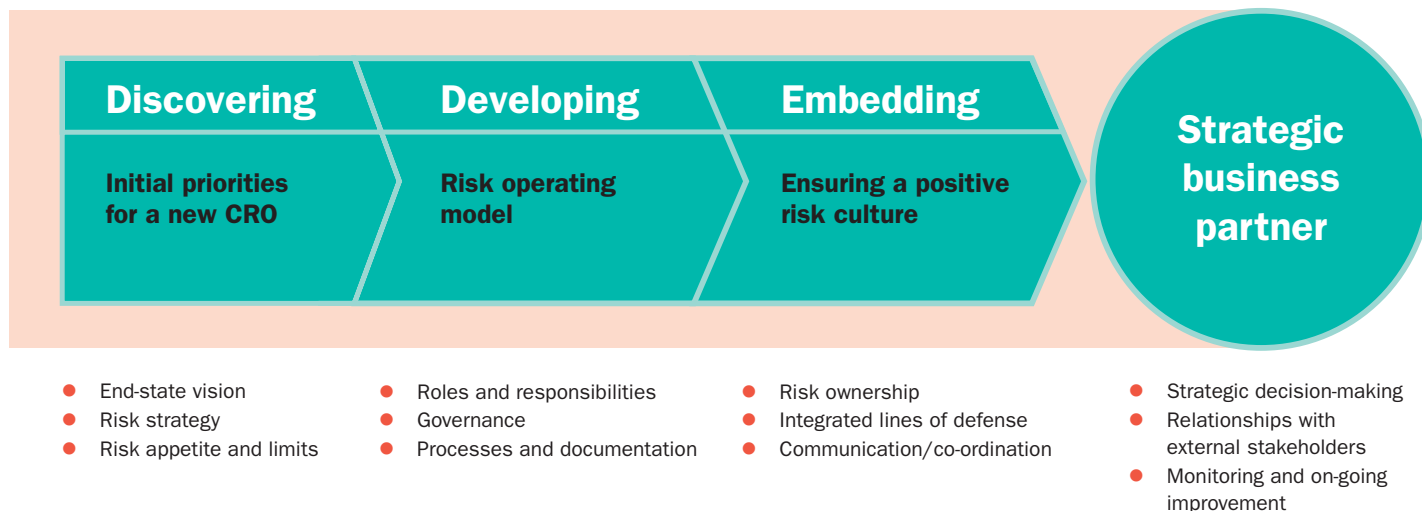 Discovering
Initial priorities
for a new CRO
Developing
Risk operating
model
Embedding
Ensuring a positive
risk culture
Strategic
business
partner
End-state vision
Risk strategy
Risk appetite and limits
Roles and responsibilities
Governance
Processes and documentation
Risk ownership
Integrated lines of defense
Communication/co-ordination
Strategic decision-making
Relationships with
external stakeholders
Monitoring and on-going
improvement